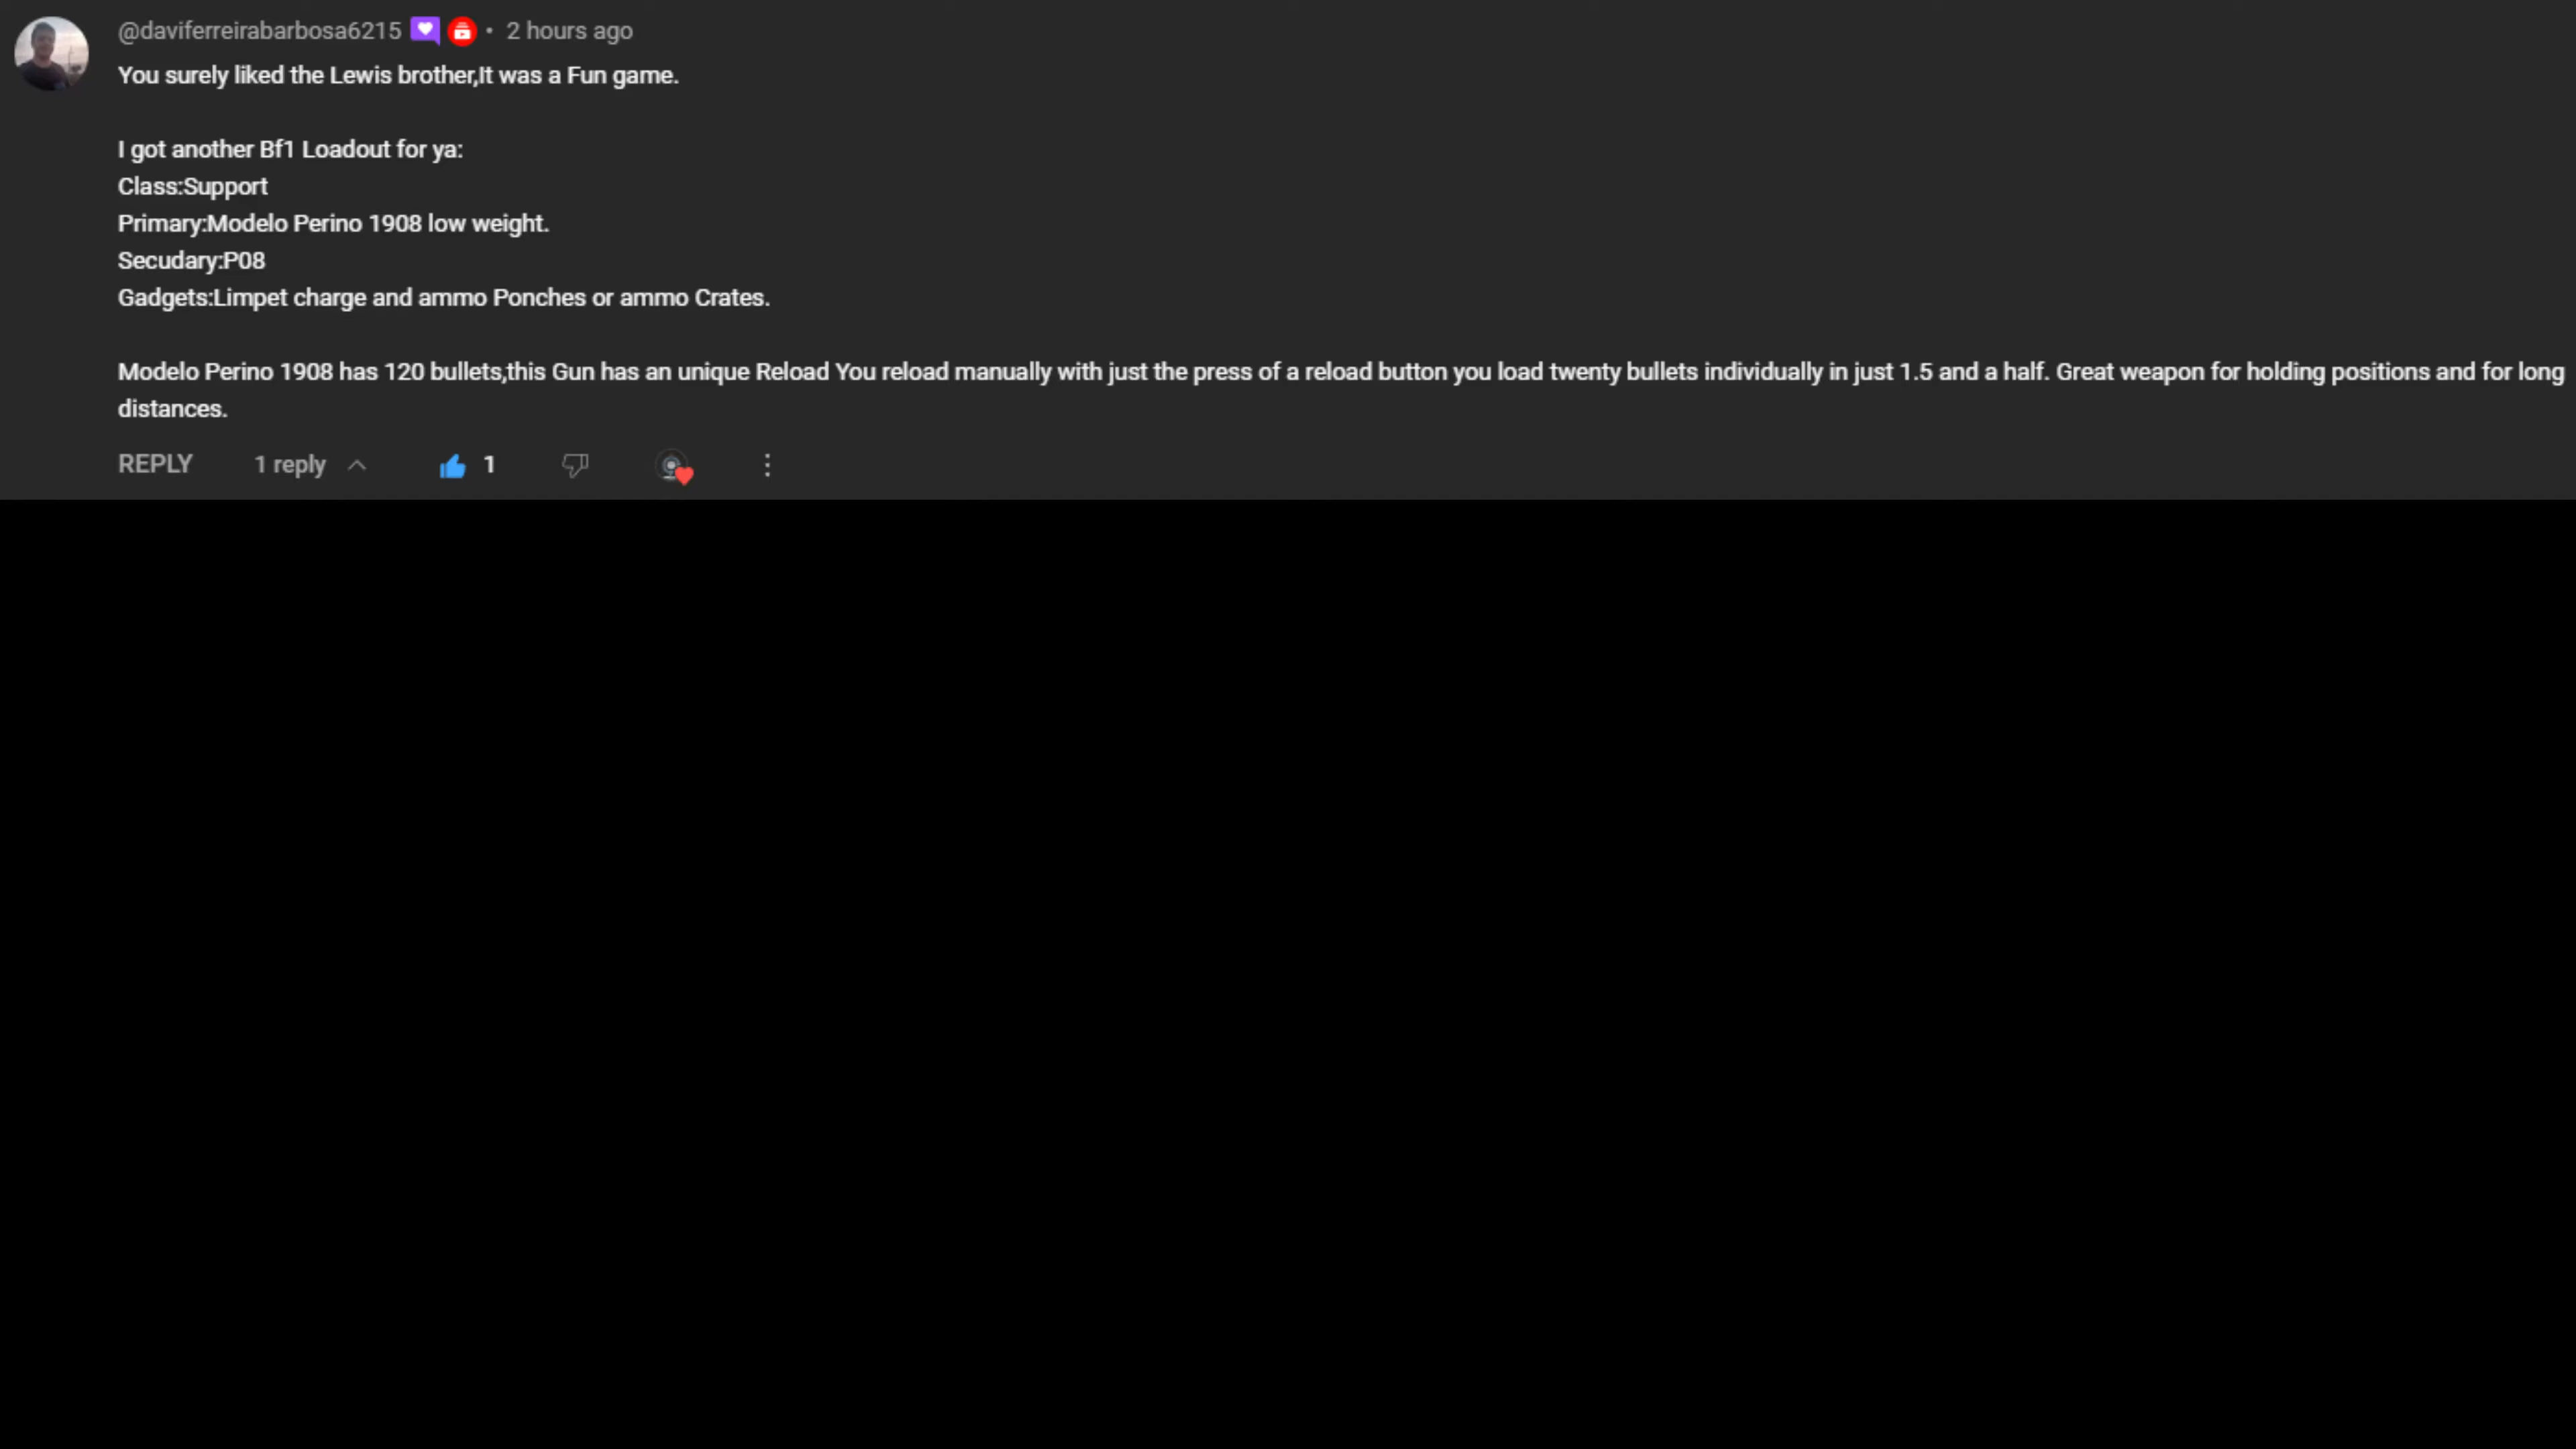 @daviferreirabarbosa6215 • 2 hours ago
You surely liked the Lewis brother,It was a Fun game.
I got another Bf1 Loadout for ya:
Class:Support
Primary:Modelo Perino 1908 low weight.
Secudary:P08
Gadgets:Limpet charge and ammo Ponches or ammo Crates.
Modelo Perino 1908 has 120 bullets,this Gun has an unique Reload You reload manually with just the press of a reload button you load twenty bullets individually in just 1.5 and a half. Great weapon for holding positions and for long
distances.
REPLY 1 reply 1